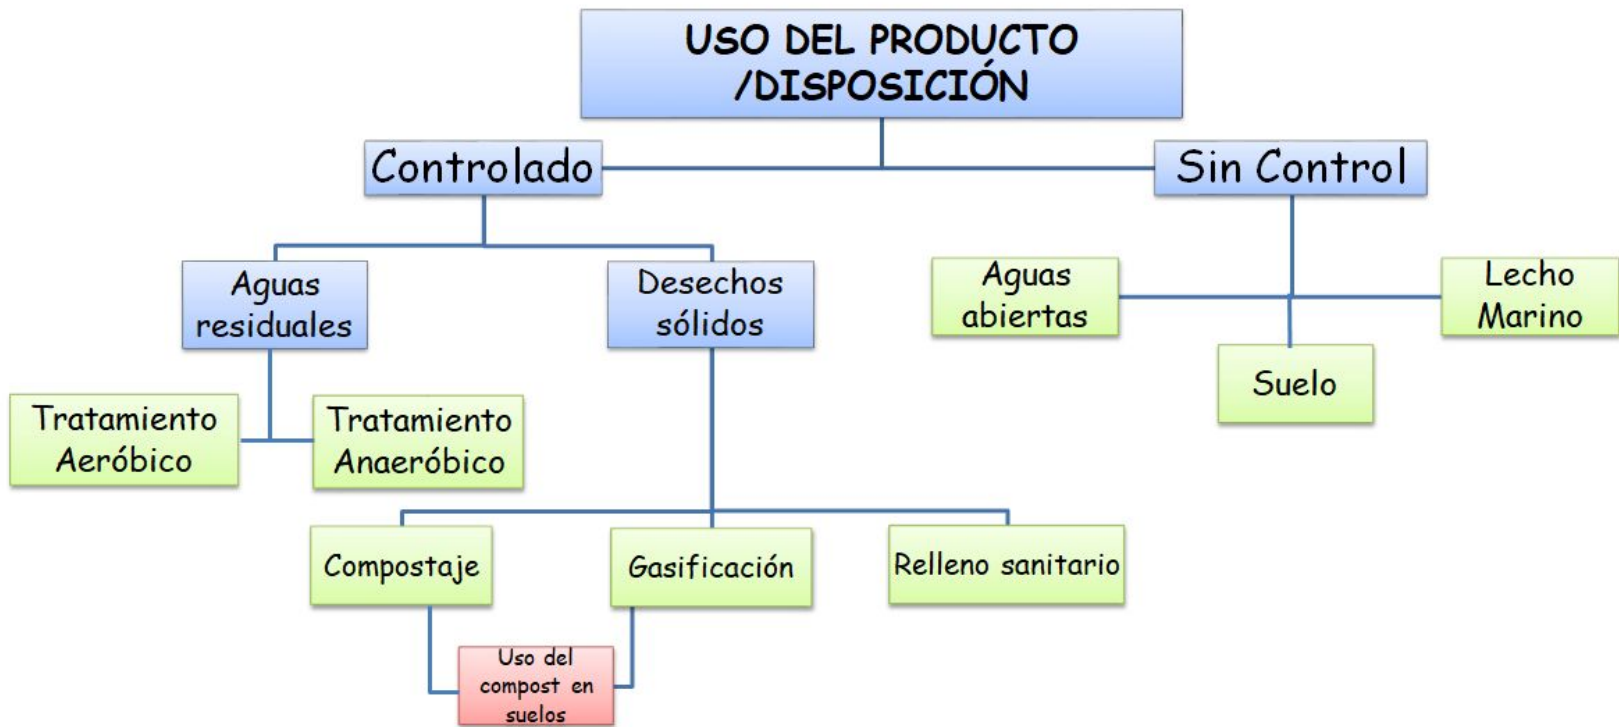 USO DEL PRODUCTO
/DISPOSICIÓN
Controlado
Sin Control
Aguas
residuales
Desechos
sólidos
Aguas
abiertas
Lecho
Marino
Suelo
Tratamiento
Aeróbico
Tratamiento
Anaeróbico
Compostaje
Gasificación
Relleno sanitario
Uso del
compost en
suelos